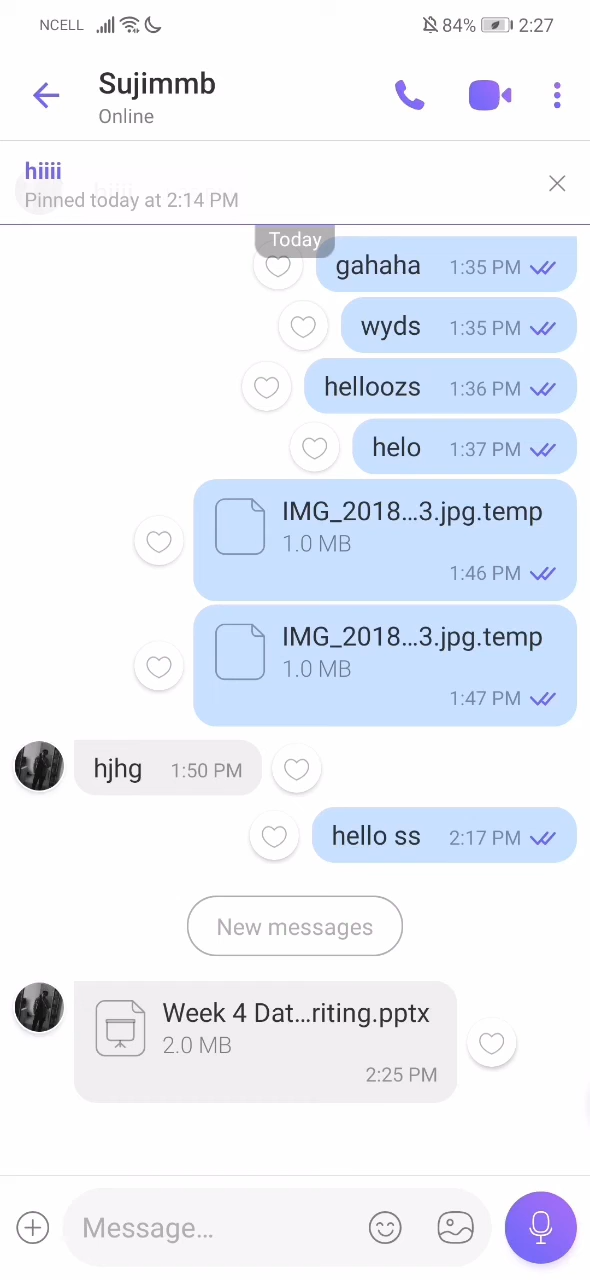 NCELL 84% 2:27
Sujimmb
Online
hiiii
Pinned today at 2:14 PM
Today
gahaha 1:35 PM
wyds 1:35 PM
helloozs 1:36 PM
helo 1:37 PM
IMG_2018...3.jpg.temp
1.0 MB
1:46 PM
IMG_2018...3.jpg.temp
1.0 MB
1:47 PM
hjhg 1:50 PM
hello ss 2:17 PM
New messages
Week 4 Dat...riting.pptx
2.0 MB
2:25 PM
Message...